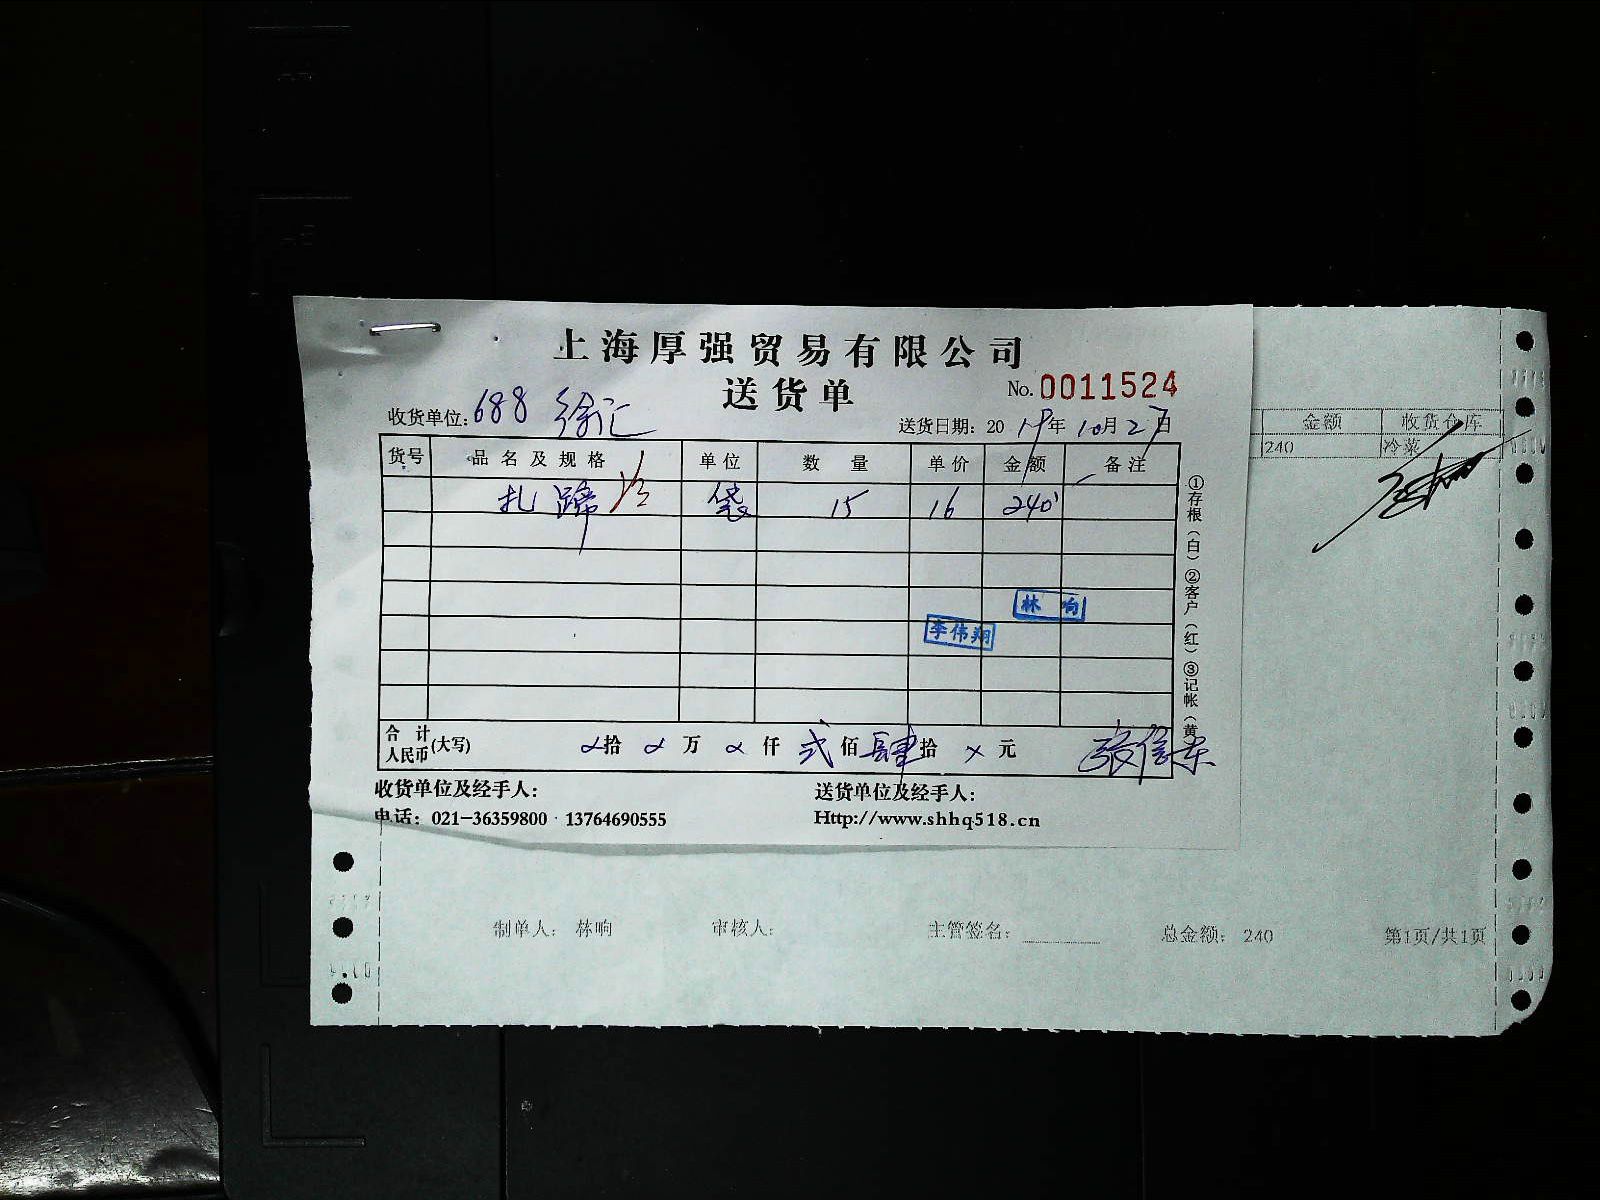 上海厚强贸易有限公司
送货单
No. 0011524
收货单位: 688 徐汇
送货日期: 2019年10月27日
货号 品名及规格 单位 数量 单价 金额 备注
扎蹄 袋 15 16 240
林响
李伟翔
合计人民币(大写) 拾 万 仟 贰佰肆拾 元
①存根(白)②客户(红)③记帐(黄
收货单位及经手人:
送货单位及经手人:
电话: 021-36359800 13764690555
Http://www.shhq518.cn
金额 收货仓库
240 冷菜
制单人: 林响 审核人: 主管签名: 总金额: 240 第1页/共1页